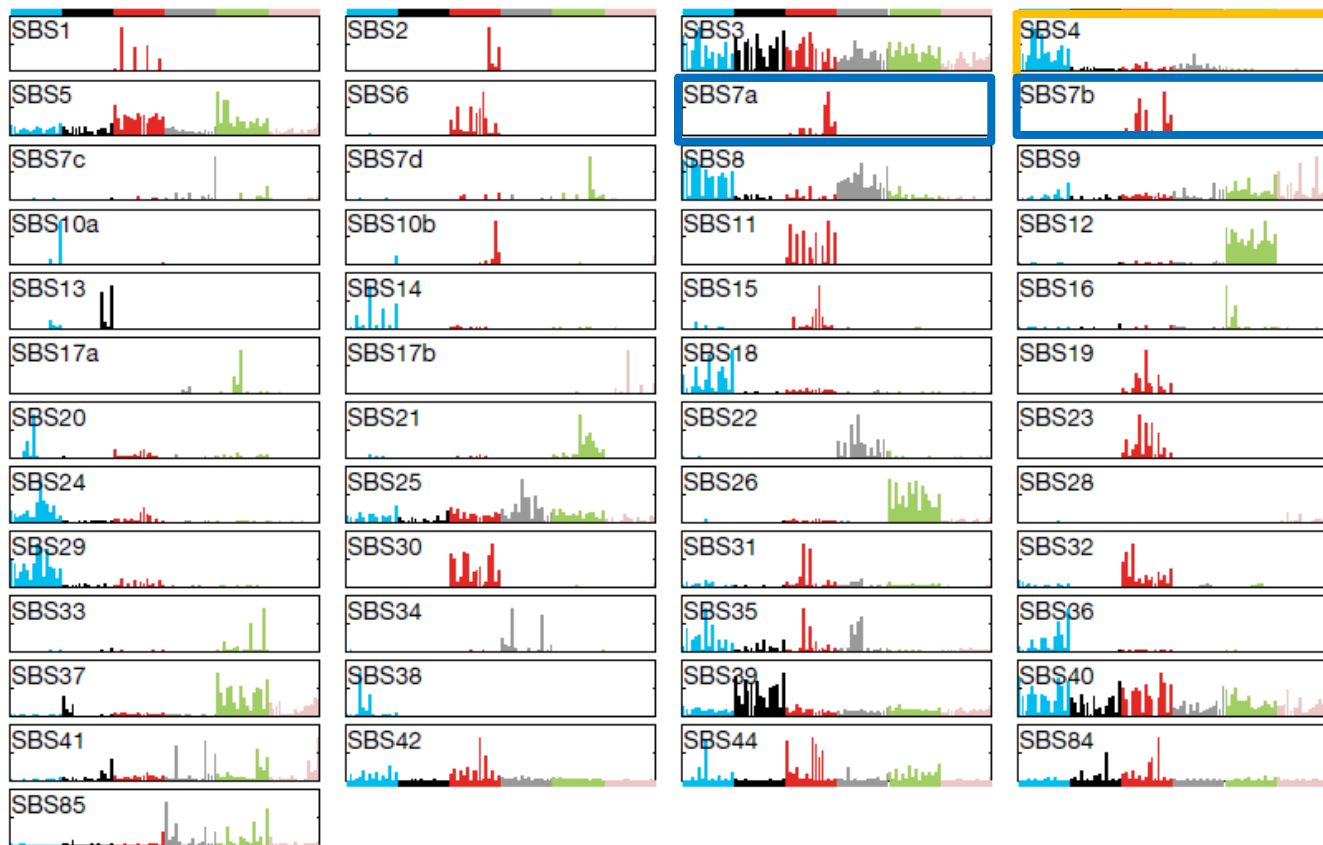 SBS1 SBS2 SBS3 SBS4
SBS5 SBS6 SBS7a SBS7b
SBS7c SBS7d SBS8 SBS9
SBS10a SBS10b SBS11 SBS12
SBS13 SBS14 SBS15 SBS16
SBS17a SBS17b SBS18 SBS19
SBS20 SBS21 SBS22 SBS23
SBS24 SBS25 SBS26 SBS28
SBS29 SBS30 SBS31 SBS32
SBS33 SBS34 SBS35 SBS36
SBS37 SBS38 SBS39 SBS40
SBS41 SBS42 SBS44 SBS84
SBS85